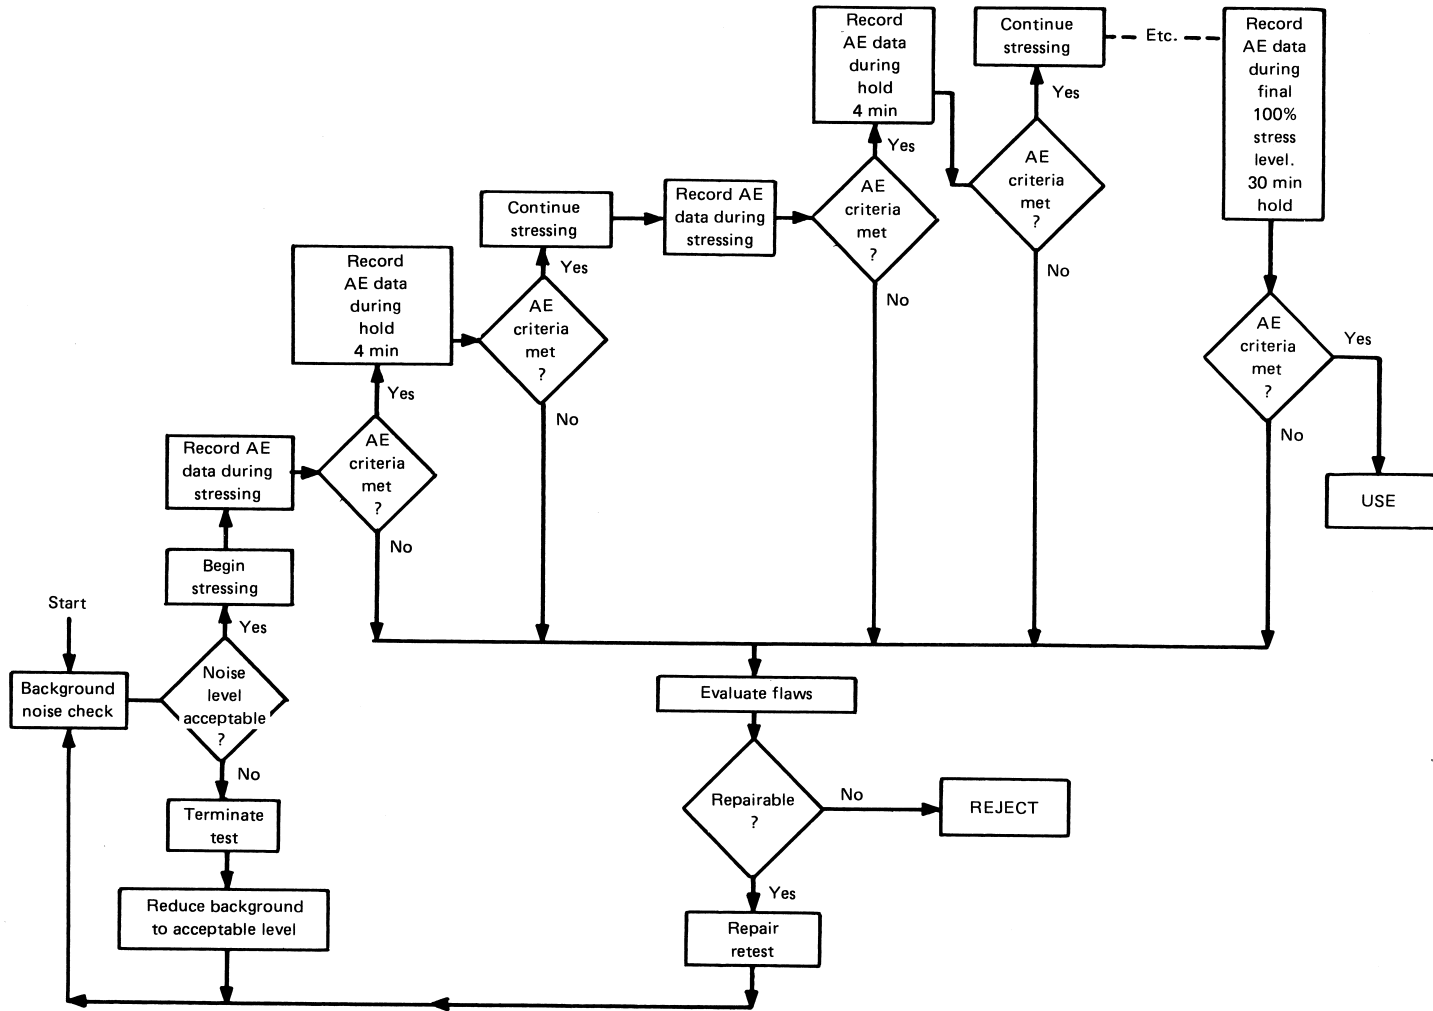 Start
Background
noise check
Noise
level
acceptable
?
No
Terminate
test
Reduce background
to acceptable level
Yes
Begin
stressing
Record AE
data during
stressing
AE
criteria
met
?
No
Yes
Record
AE data
during
hold
4 min
AE
criteria
met
?
No
Yes
Continue
stressing
Record AE
data during
stressing
AE
criteria
met
?
No
Yes
Record
AE data
during
hold
4 min
AE
criteria
met
?
No
Yes
Continue
stressing
Etc.
Record
AE data
during
final
100%
stress
level.
30 min
hold
AE
criteria
met
?
Yes
USE
No
Evaluate flaws
Repairable
?
No
REJECT
Yes
Repair
retest